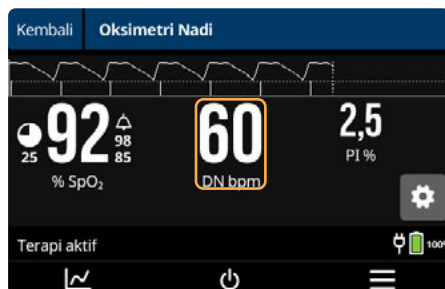 Kembali Oksimetri Nadi
25 92 98 85 60 2,5
% SpO₂ DN bpm PI %
Terapi aktif 100%